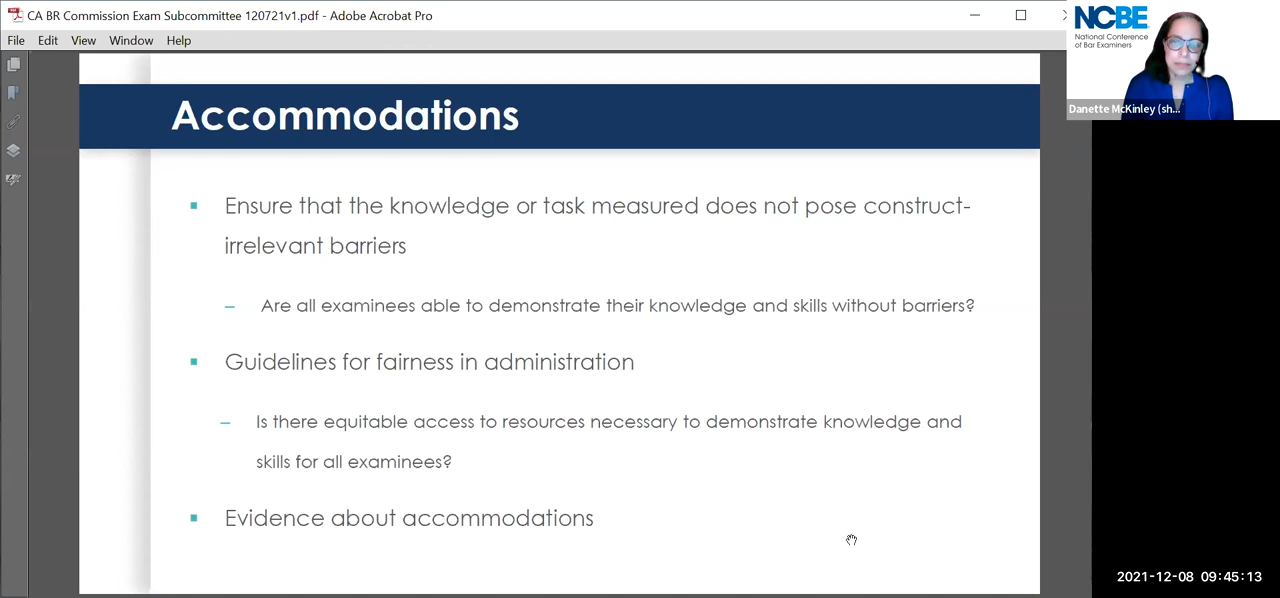 CA BR Commission Exam Subcommittee 120721v1.pdf - Adobe Acrobat Pro
File Edit View Window Help
NCBE
National Conference
of Bar Examiners
Danette McKinley (sh...
Accommodations
Ensure that the knowledge or task measured does not pose construct-
irrelevant barriers
– Are all examinees able to demonstrate their knowledge and skills without barriers?
Guidelines for fairness in administration
– Is there equitable access to resources necessary to demonstrate knowledge and
skills for all examinees?
Evidence about accommodations
2021-12-08 09:45:13